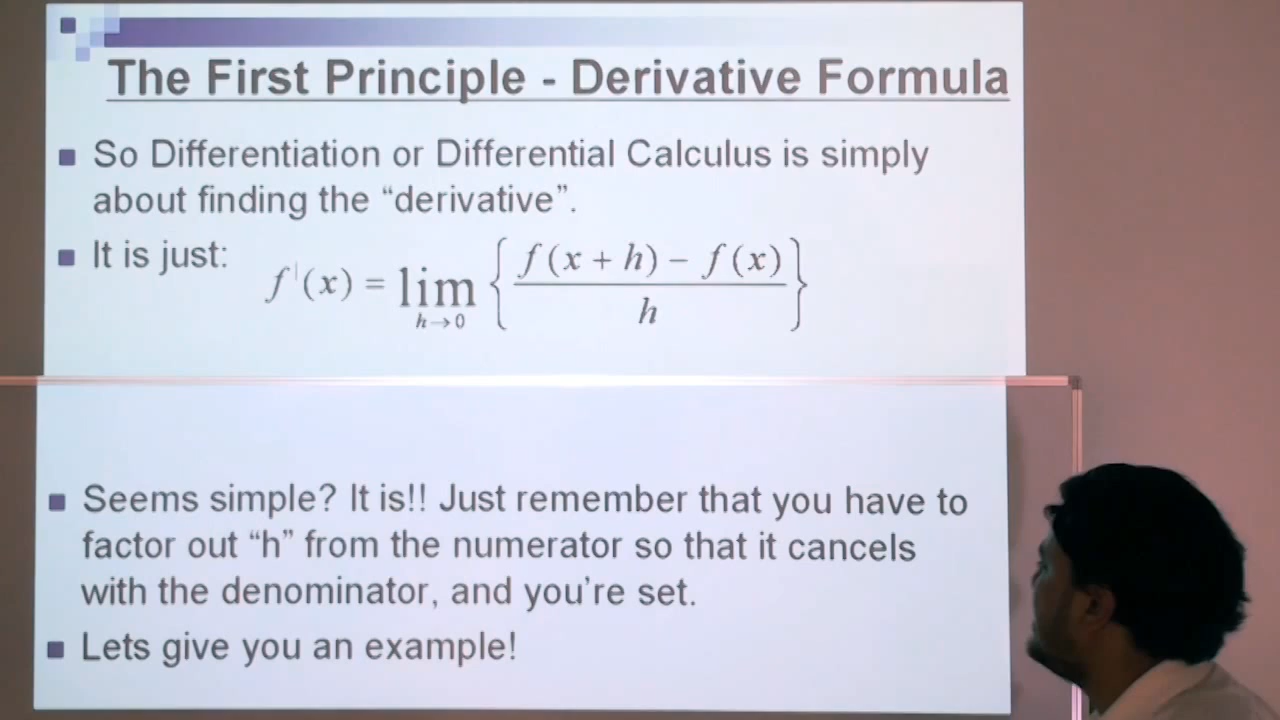 The First Principle - Derivative Formula
So Differentiation or Differential Calculus is simply
about finding the “derivative”.
It is just:
f'(x) = lim h→0 { f(x + h) − f(x) / h }
Seems simple? It is!! Just remember that you have to
factor out “h” from the numerator so that it cancels
with the denominator, and you’re set.
Lets give you an example!